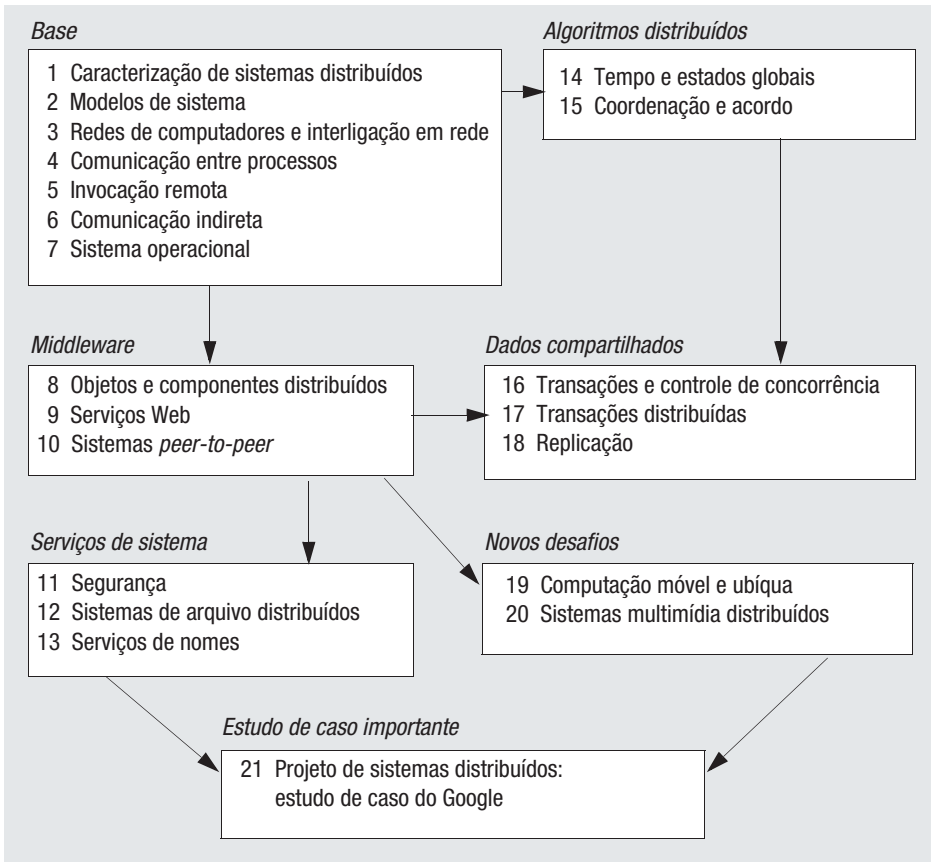 Base
1 Caracterização de sistemas distribuídos
2 Modelos de sistema
3 Redes de computadores e interligação em rede
4 Comunicação entre processos
5 Invocação remota
6 Comunicação indireta
7 Sistema operacional
Algoritmos distribuídos
14 Tempo e estados globais
15 Coordenação e acordo
Middleware
8 Objetos e componentes distribuídos
9 Serviços Web
10 Sistemas peer-to-peer
Dados compartilhados
16 Transações e controle de concorrência
17 Transações distribuídas
18 Replicação
Serviços de sistema
11 Segurança
12 Sistemas de arquivo distribuídos
13 Serviços de nomes
Novos desafios
19 Computação móvel e ubíqua
20 Sistemas multimídia distribuídos
Estudo de caso importante
21 Projeto de sistemas distribuídos:
estudo de caso do Google